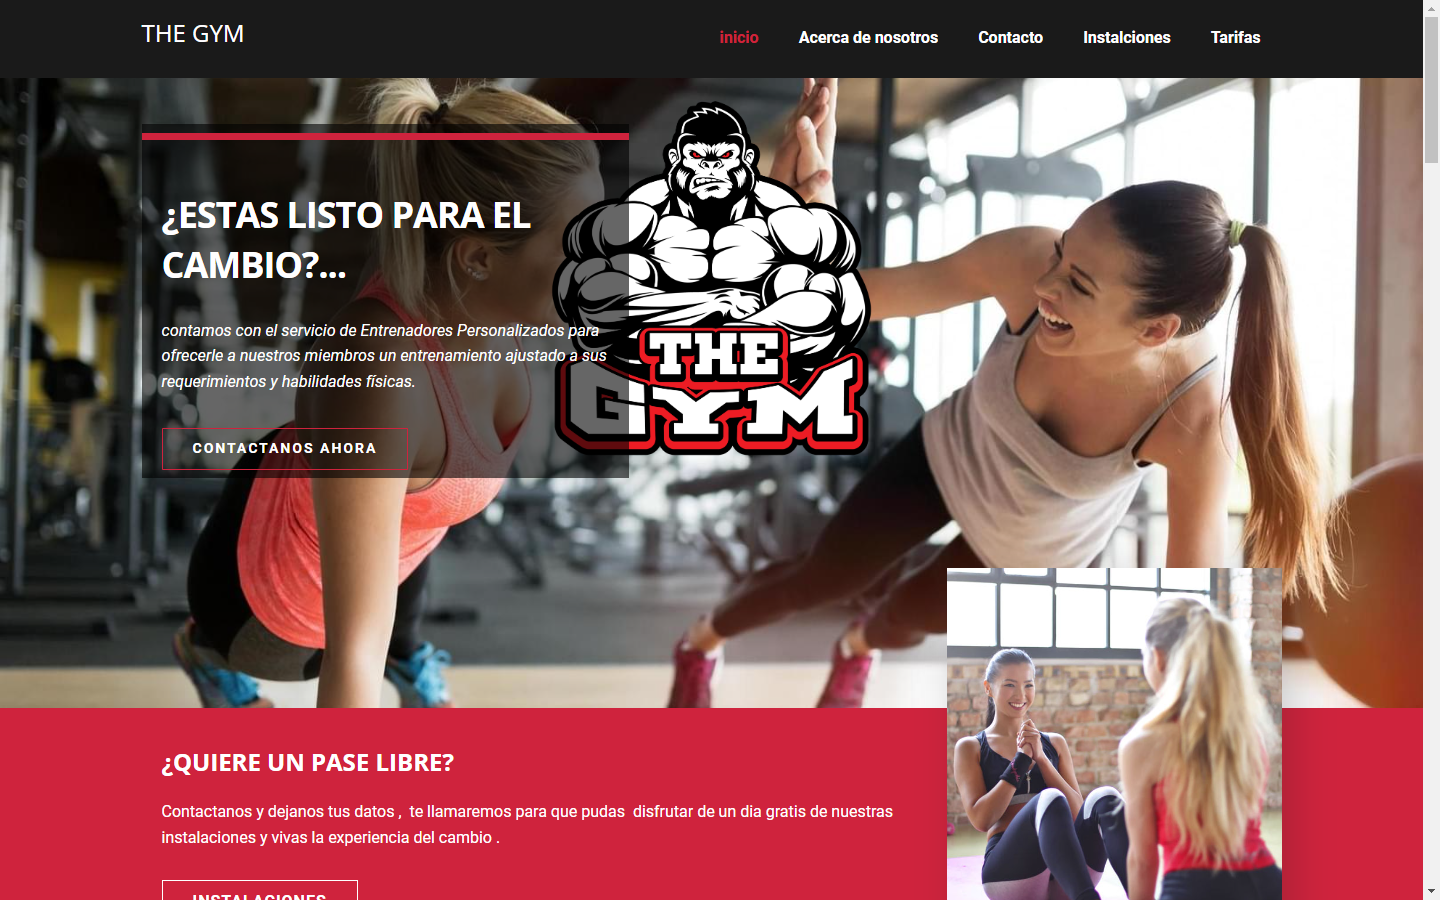 THE GYM
inicio
Acerca de nosotros
Contacto
Instalciones
Tarifas
¿ESTAS LISTO PARA EL
CAMBIO?...
contamos con el servicio de Entrenadores Personalizados para
ofrecerle a nuestros miembros un entrenamiento ajustado a sus
requerimientos y habilidades físicas.
CONTACTANOS AHORA
THE
GYM
¿QUIERE UN PASE LIBRE?
Contactanos y dejanos tus datos ,  te llamaremos para que pudas  disfrutar de un dia gratis de nuestras
instalaciones y vivas la experiencia del cambio .
INSTALACIONES